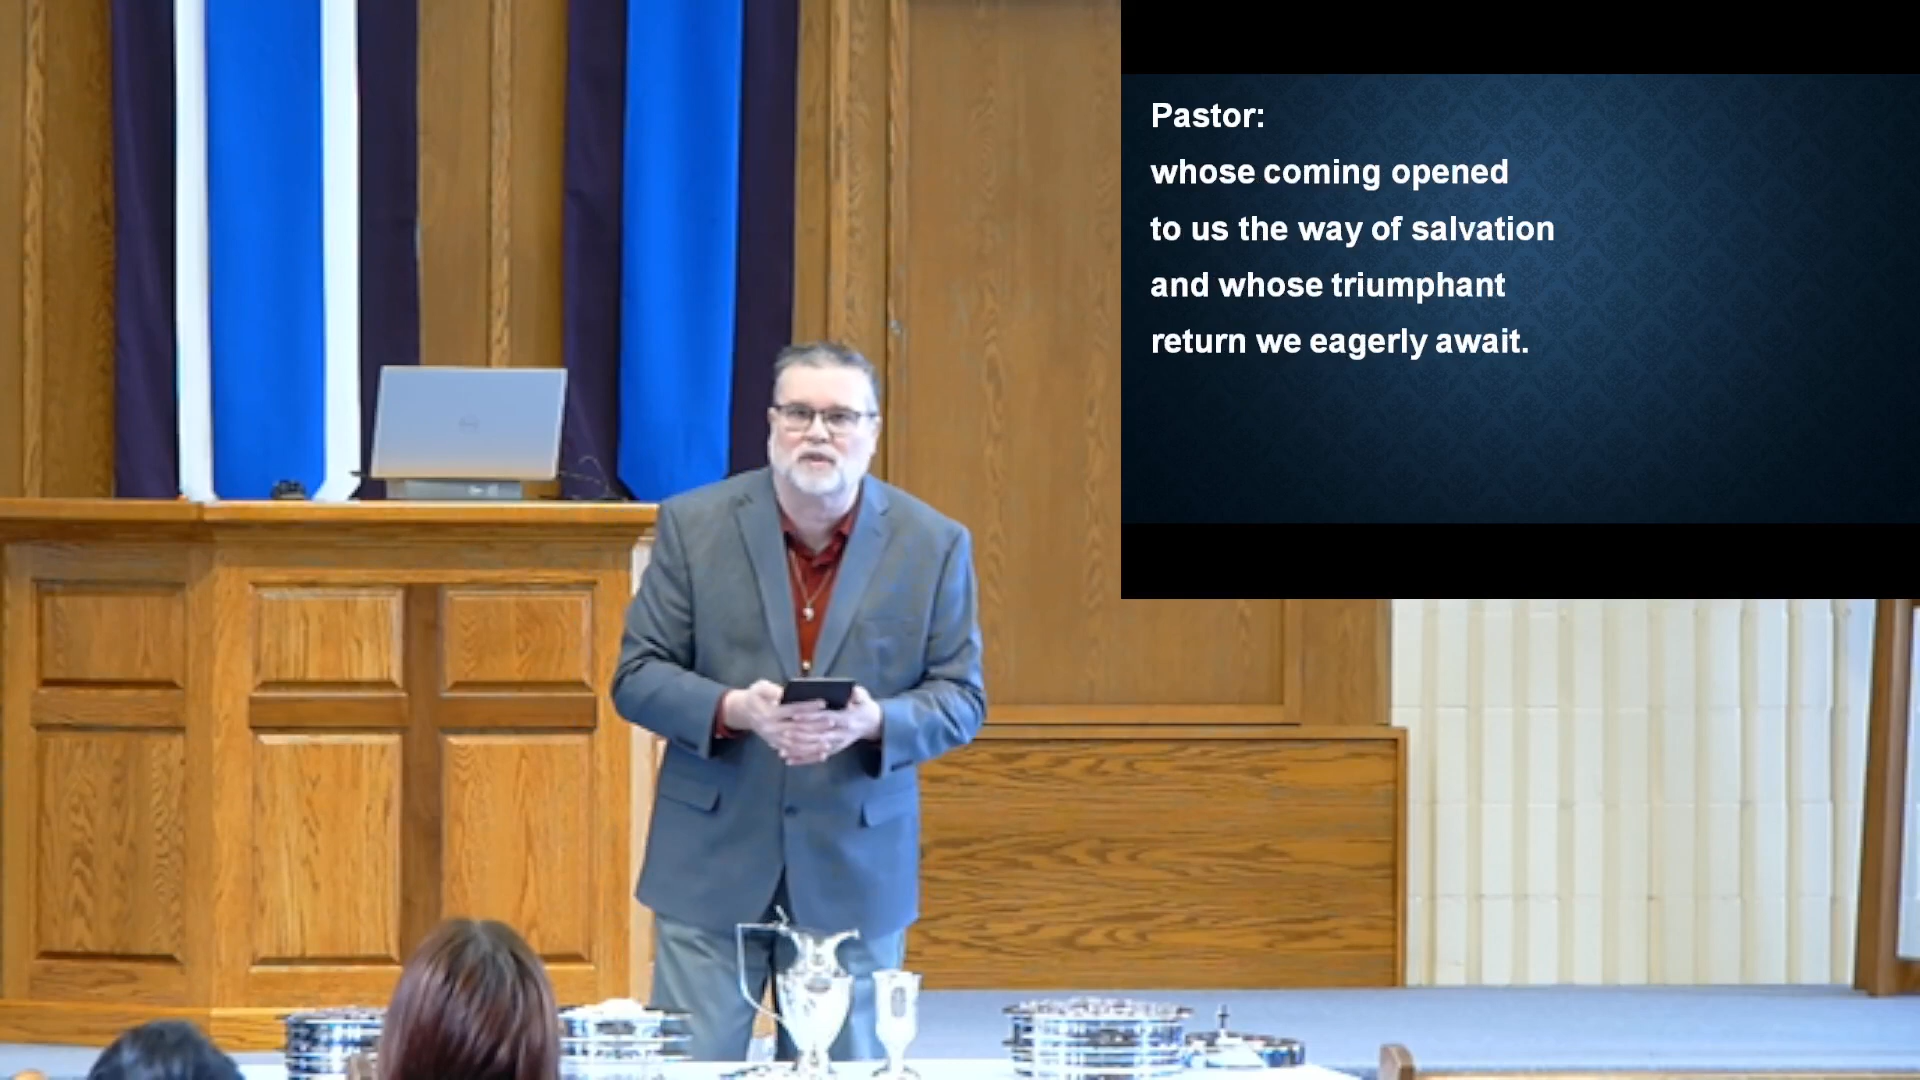 Pastor:
whose coming opened
to us the way of salvation
and whose triumphant
return we eagerly await.